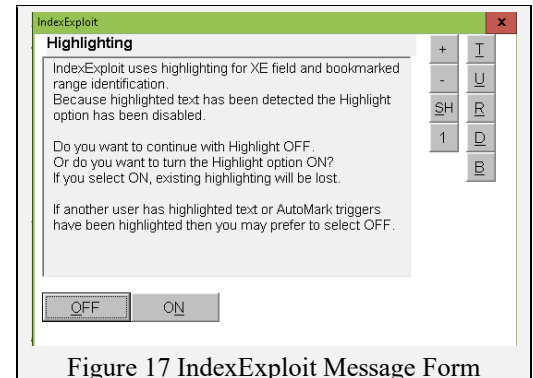 IndexExploit
x
Highlighting
IndexExploit uses highlighting for XE field and bookmarked
range identification.
Because highlighted text has been detected the Highlight
option has been disabled.
Do you want to continue with Highlight OFF.
Or do you want to turn the Highlight option ON?
If you select ON, existing highlighting will be lost.
If another user has highlighted text or AutoMark triggers
have been highlighted then you may prefer to select OFF.
+ T
- U
SH R
1 D
B
OFF ON
Figure 17 IndexExploit Message Form